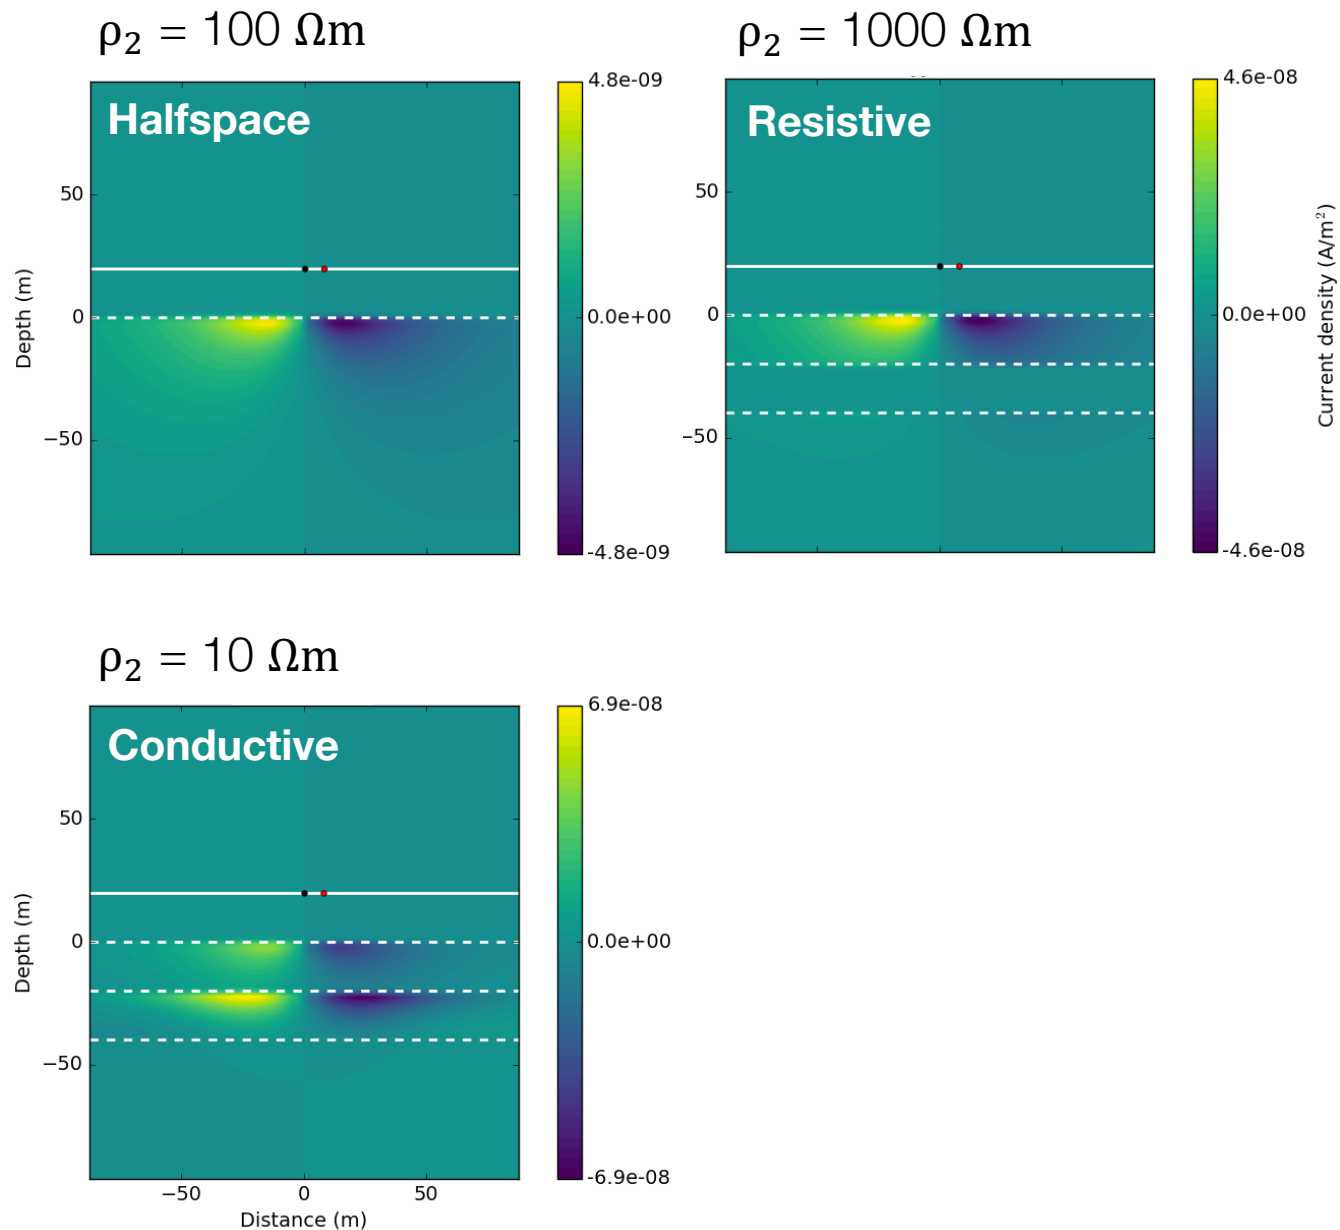 ρ₂ = 100 Ωm
Halfspace
50
0
−50
Depth (m)
4.8e-09
0.0e+00
-4.8e-09
ρ₂ = 1000 Ωm
Resistive
50
0
−50
4.6e-08
0.0e+00
-4.6e-08
Current density (A/m²)
ρ₂ = 10 Ωm
Conductive
50
0
−50
Depth (m)
−50 0 50
Distance (m)
6.9e-08
0.0e+00
-6.9e-08